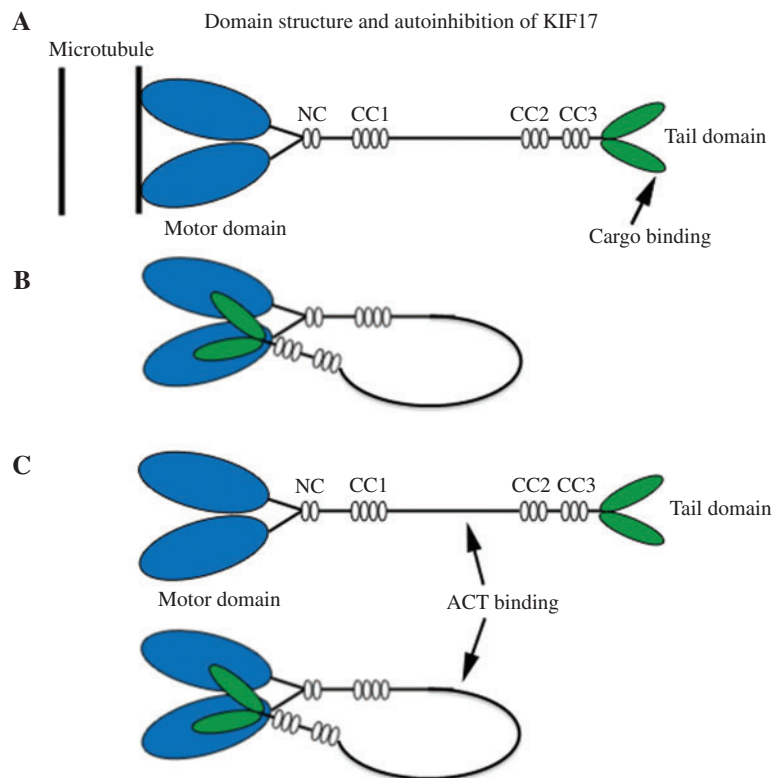 A
Domain structure and autoinhibition of KIF17
Microtubule
NC
CC1
CC2
CC3
Tail domain
Motor domain
Cargo binding
B
C
NC
CC1
CC2
CC3
Tail domain
Motor domain
ACT binding